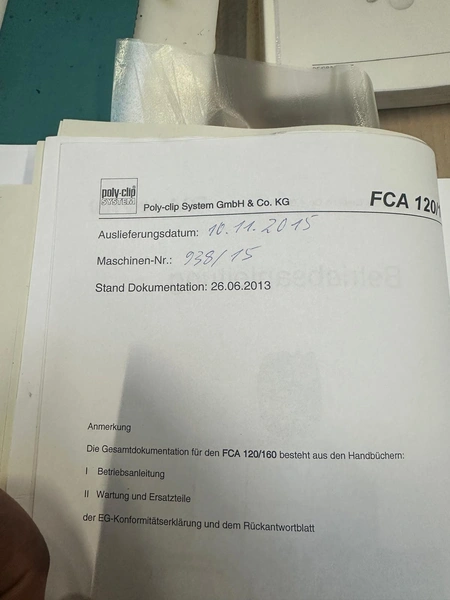 poly-clip
SYSTEM
Poly-clip System GmbH & Co. KG
FCA 120/1
Auslieferungsdatum: 10.11.2015
Maschinen-Nr.: 938/15
Stand Dokumentation: 26.06.2013
Anmerkung
Die Gesamtdokumentation für den FCA 120/160 besteht aus den Handbüchern:
I Betriebsanleitung
II Wartung und Ersatzteile
der EG-Konformitätserklärung und dem Rückantwortblatt